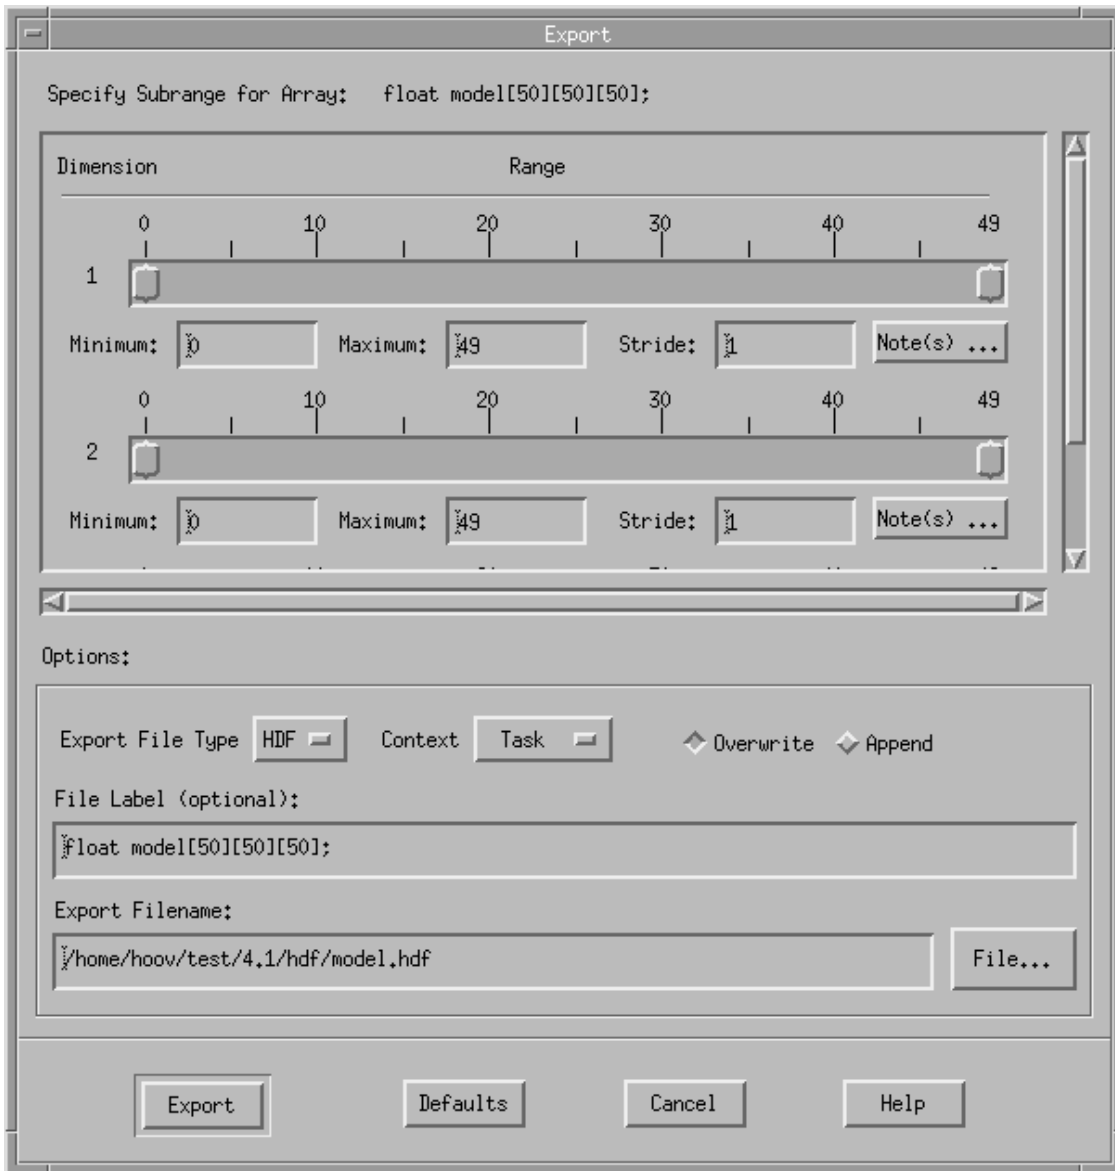 Export
Specify Subrange for Array: float model[50][50][50];
Dimension Range
0 10 20 30 40 49
1
Minimum: 0 Maximum: 49 Stride: 1 Note(s) ...
0 10 20 30 40 49
2
Minimum: 0 Maximum: 49 Stride: 1 Note(s) ...
Options:
Export File Type HDF Context Task Overwrite Append
File Label (optional):
float model[50][50][50];
Export Filename:
/home/hoov/test/4.1/hdf/model.hdf File...
Export Defaults Cancel Help